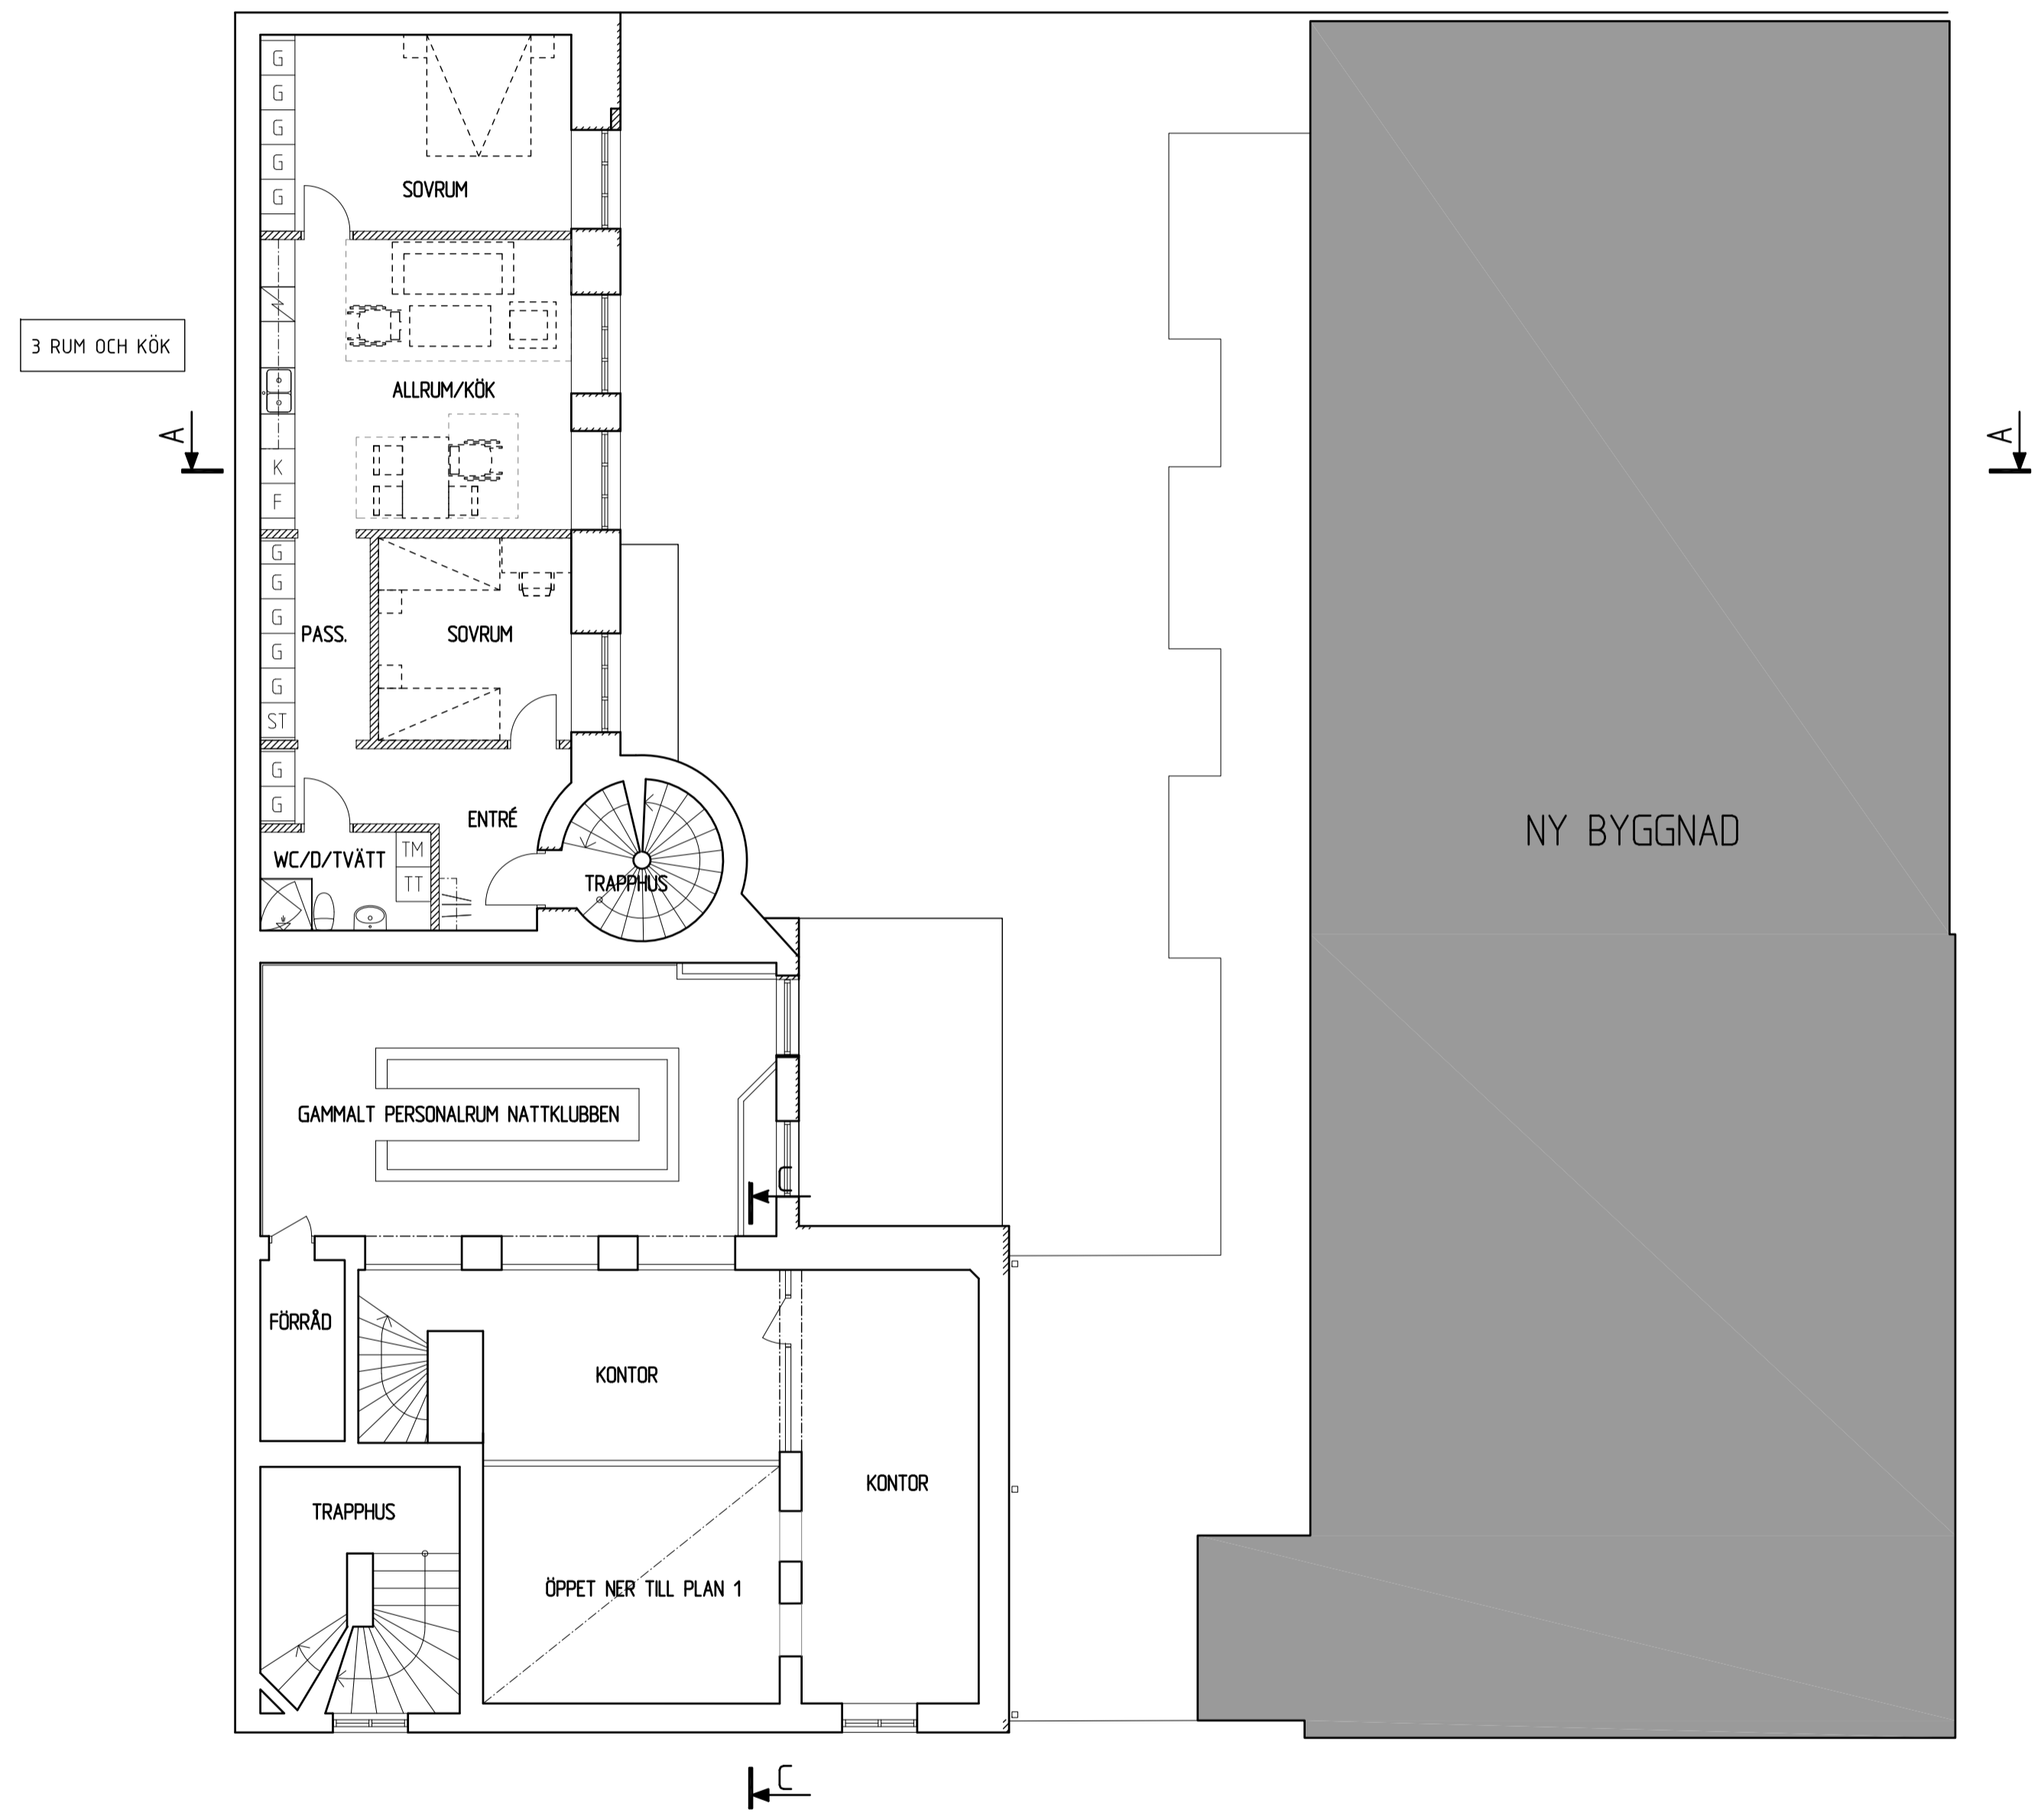 G
G
G
G
G
SOVRUM
3 RUM OCH KÖK
ALLRUM/KÖK
A
A
K
F
G
G
G
G
G
ST
PASS.
SOVRUM
G
G
ENTRÉ
NY BYGGNAD
WC/D/TVÄTT
TM
TT
TRAPPHUS
GAMMALT PERSONALRUM NATTKLUBBEN
C
FÖRRÅD
KONTOR
KONTOR
TRAPPHUS
ÖPPET NER TILL PLAN 1
C